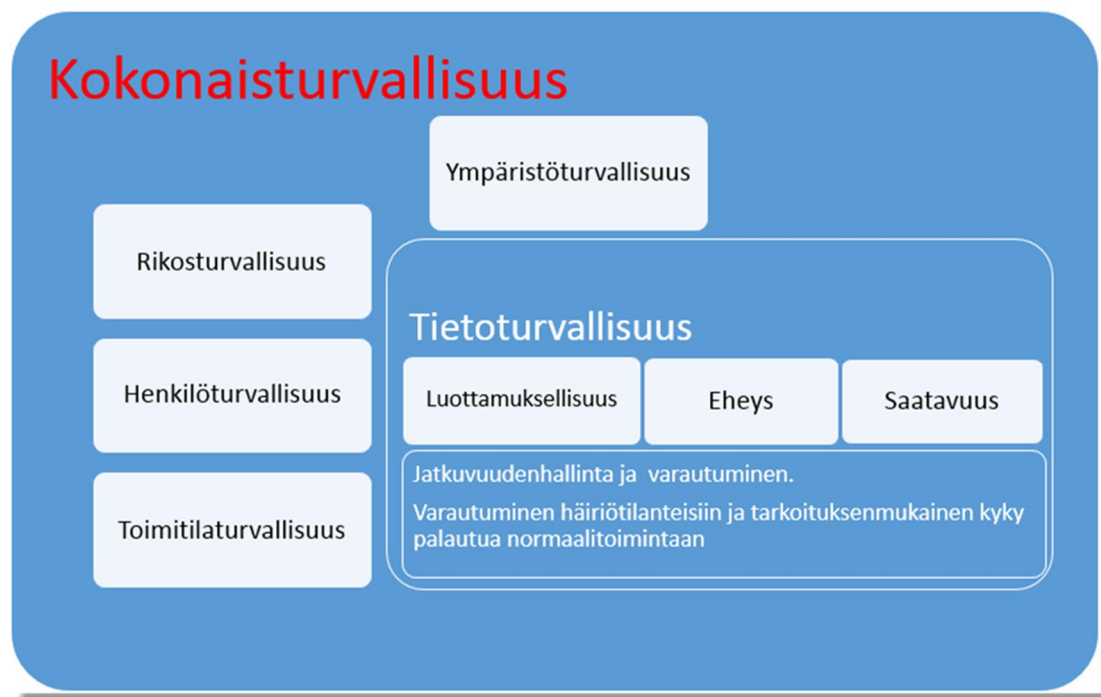 Kokonaisturvallisuus
Ympäristöturvallisuus
Rikosturvallisuus
Henkilöturvallisuus
Toimitilaturvallisuus
Tietoturvallisuus
Luottamuksellisuus
Eheys
Saatavuus
Jatkuvuudenhallinta ja varautuminen.
Varautuminen häiriötilanteisiin ja tarkoituksenmukainen kyky
palautua normaalitoimintaan